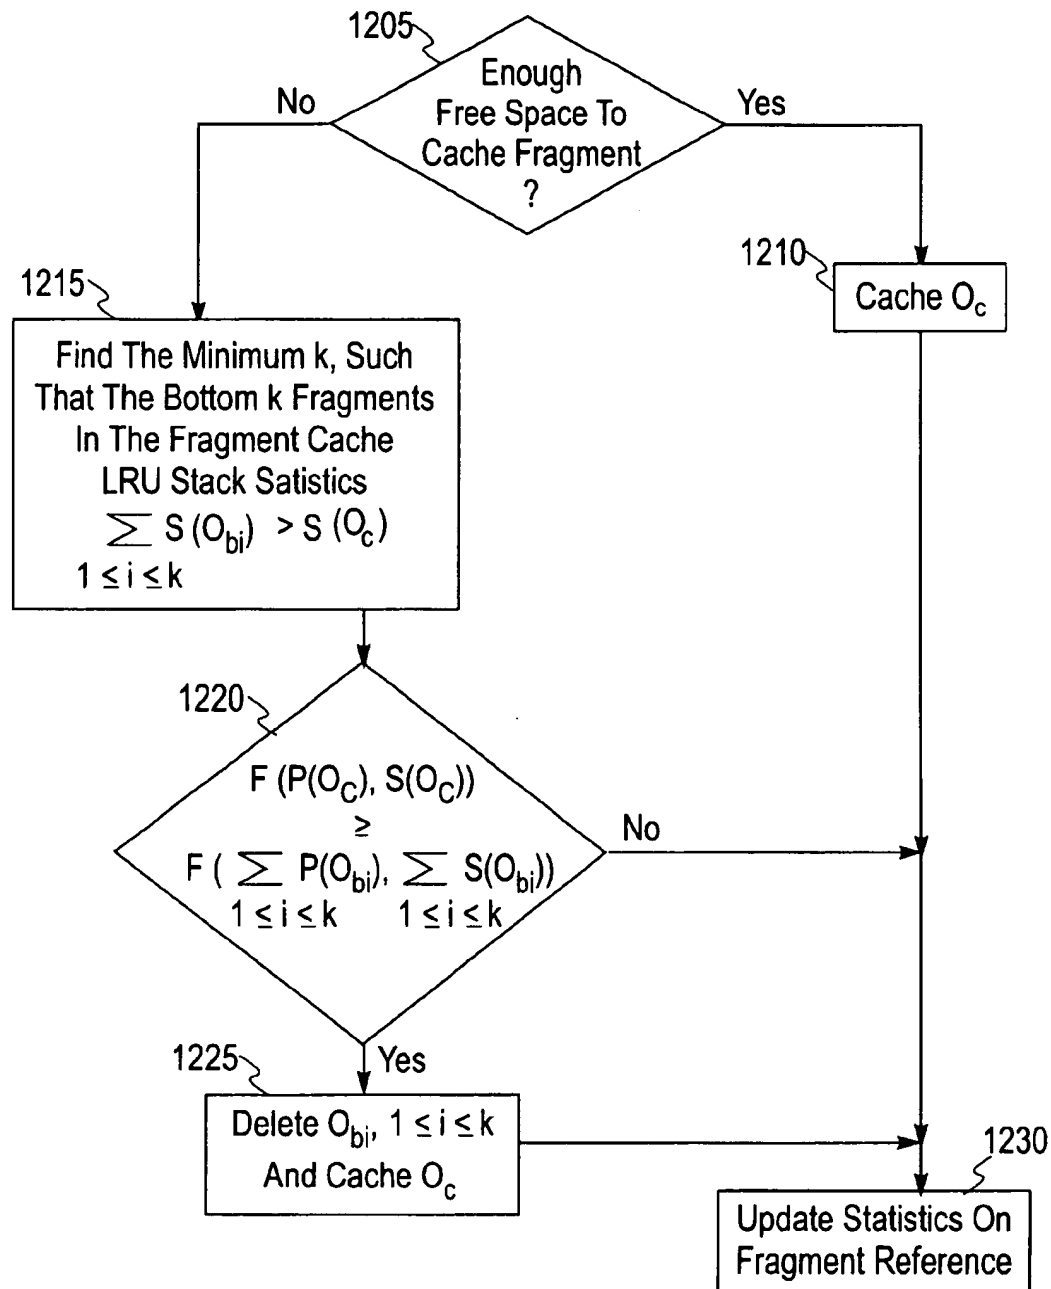 1205
Enough
Free Space To
Cache Fragment
?
No
Yes
1210
Cache O_c
1215
Find The Minimum k, Such
That The Bottom k Fragments
In The Fragment Cache
LRU Stack Satistics
∑ S (O_bi) > S (O_c)
1 ≤ i ≤ k
1220
F (P(O_C), S(O_C))
≥
F ( ∑ P(O_bi), ∑ S(O_bi))
1 ≤ i ≤ k 1 ≤ i ≤ k
No
Yes
1225
Delete O_bi, 1 ≤ i ≤ k
And Cache O_c
1230
Update Statistics On
Fragment Reference